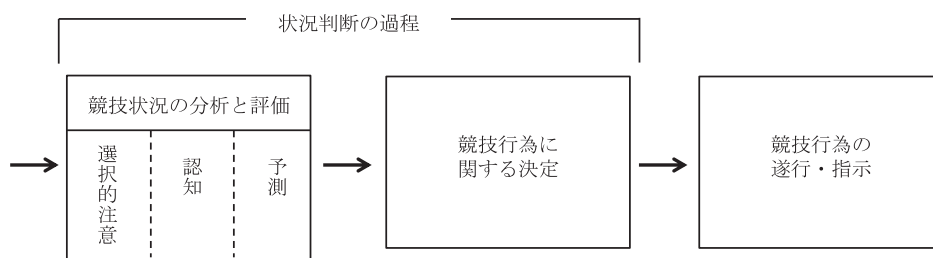 状況判断の過程
競技状況の分析と評価
選択的注意
認知
予測
競技行為に
関する決定
競技行為の
遂行・指示